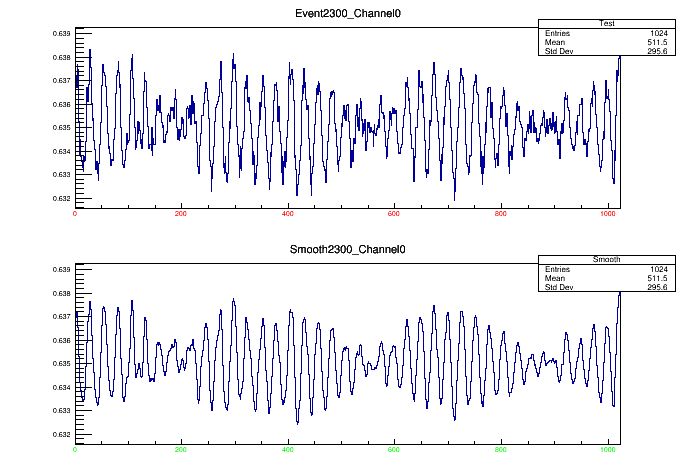 Event2300_Channel0
Test
Entries 1024
Mean 511.5
Std Dev 295.6
0.639
0.638
0.637
0.636
0.635
0.634
0.633
0.632
0 200 400 600 800 1000
Smooth2300_Channel0
Smooth
Entries 1024
Mean 511.5
Std Dev 295.6
0.639
0.638
0.637
0.636
0.635
0.634
0.633
0.632
0 200 400 600 800 1000